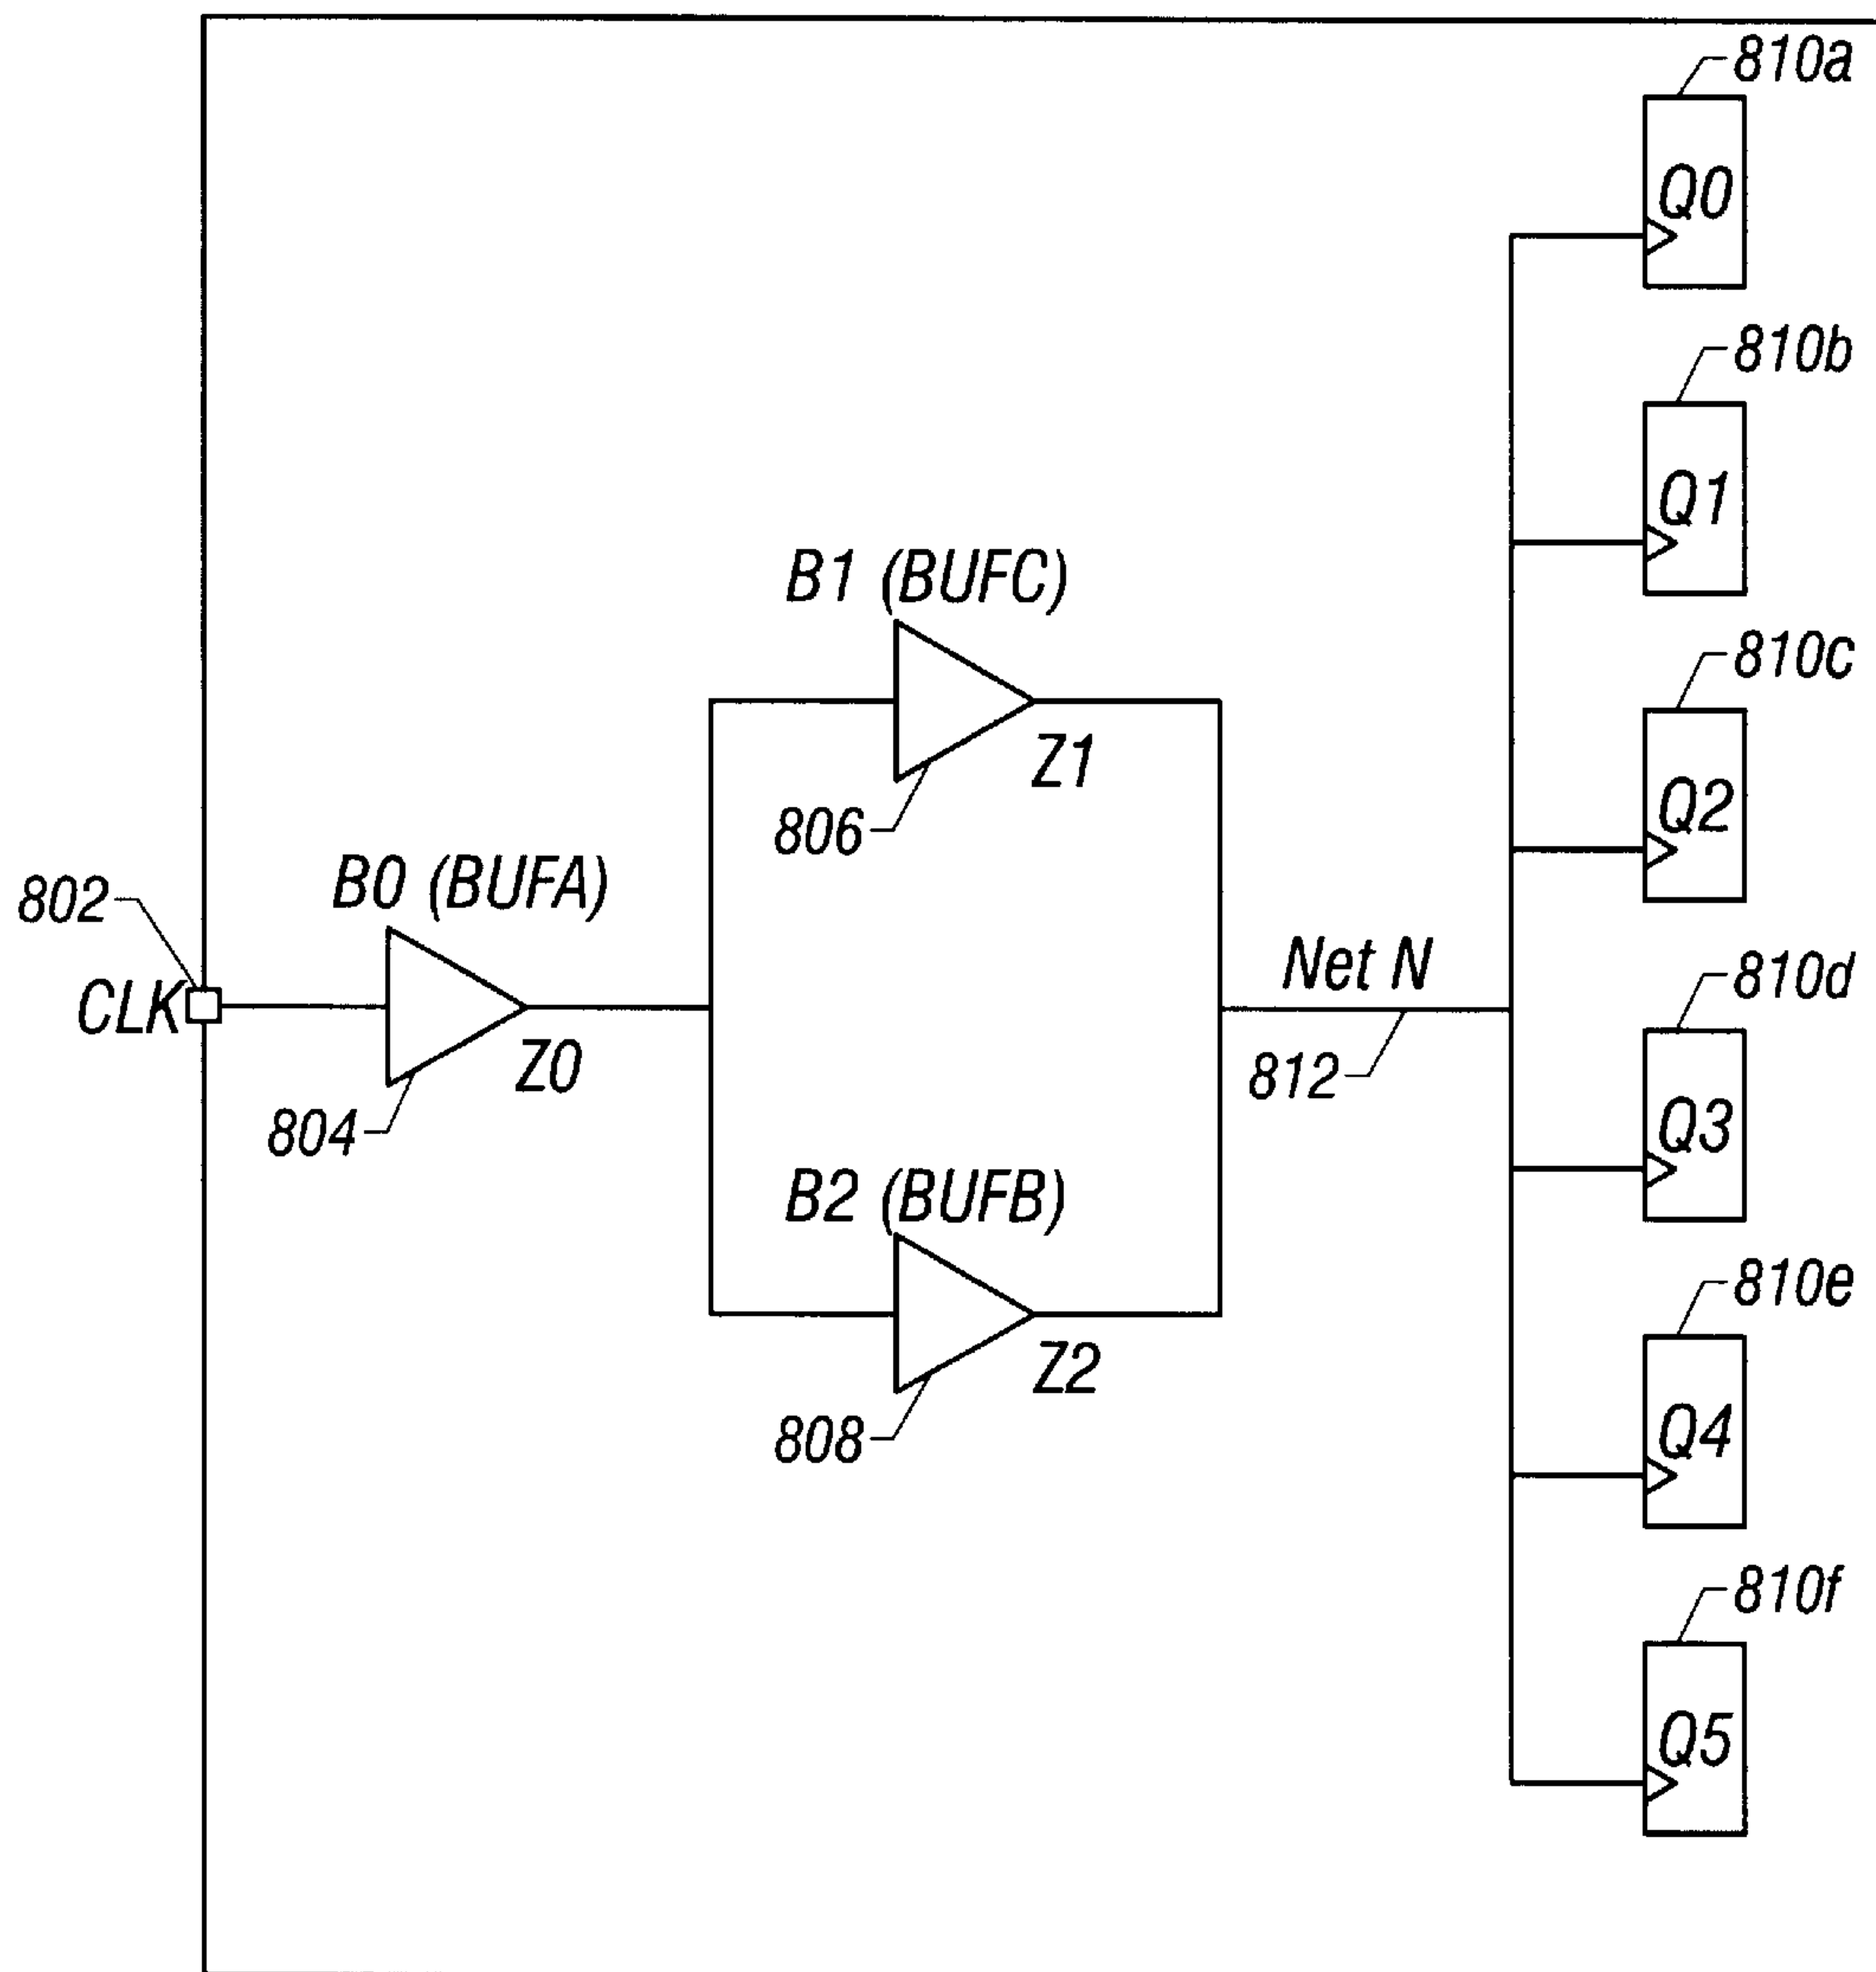 810a
Q0
810b
Q1
B1 (BUFC)
810c
Z1
Q2
806
B0 (BUFA)
802
Net N
810d
CLK
Z0
812
Q3
804
B2 (BUFB)
810e
Z2
Q4
808
810f
Q5